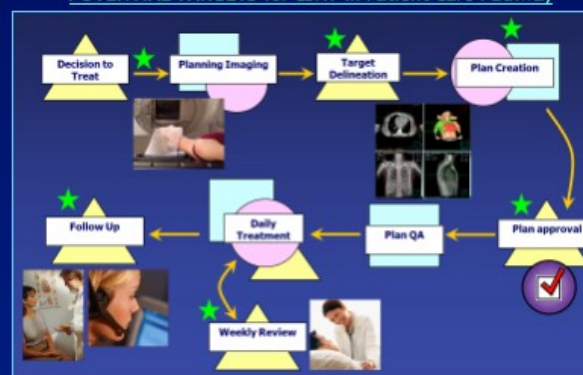 Decision to
Treat
Planning Imaging
Target
Delineation
Plan Creation
Follow Up
Daily
Treatment
Plan QA
Plan approval
Weekly Review